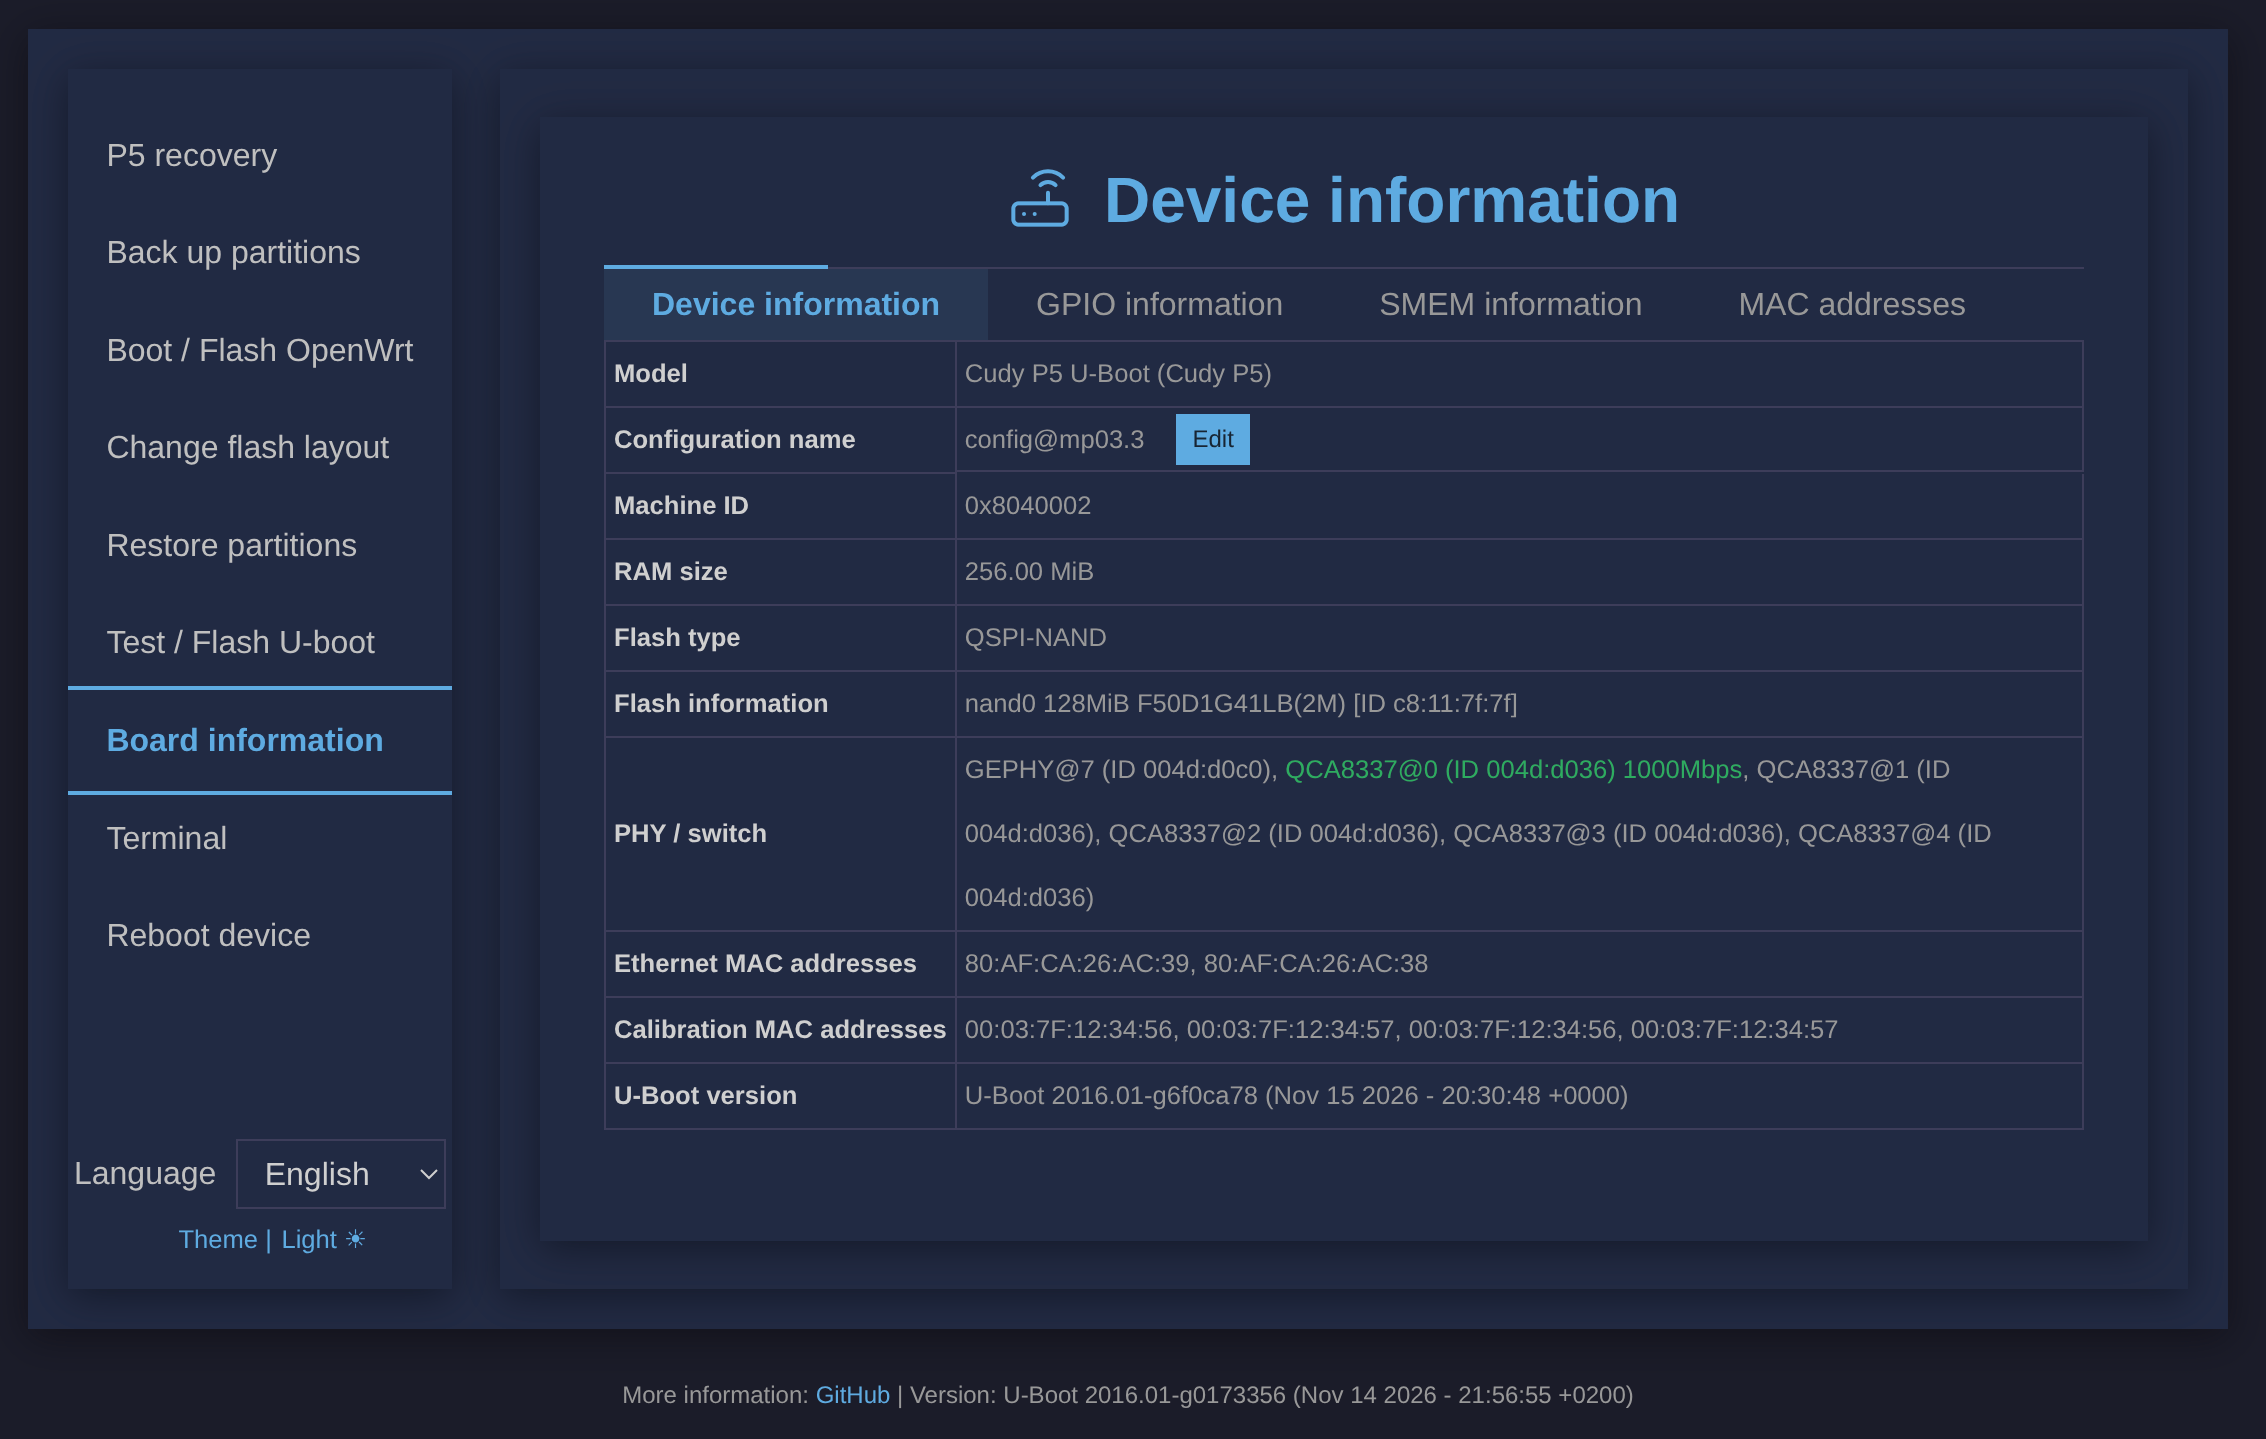 P5 recovery
Back up partitions
Boot / Flash OpenWrt
Change flash layout
Restore partitions
Test / Flash U-boot
Board information
Terminal
Reboot device
Language English
Theme | Light ☀
Device information
Device information GPIO information SMEM information MAC addresses
Model Cudy P5 U-Boot (Cudy P5)
Configuration name config@mp03.3 Edit
Machine ID 0x8040002
RAM size 256.00 MiB
Flash type QSPI-NAND
Flash information nand0 128MiB F50D1G41LB(2M) [ID c8:11:7f:7f]
PHY / switch
GEPHY@7 (ID 004d:d0c0), QCA8337@0 (ID 004d:d036) 1000Mbps, QCA8337@1 (ID
004d:d036), QCA8337@2 (ID 004d:d036), QCA8337@3 (ID 004d:d036), QCA8337@4 (ID
004d:d036)
Ethernet MAC addresses 80:AF:CA:26:AC:39, 80:AF:CA:26:AC:38
Calibration MAC addresses 00:03:7F:12:34:56, 00:03:7F:12:34:57, 00:03:7F:12:34:56, 00:03:7F:12:34:57
U-Boot version U-Boot 2016.01-g6f0ca78 (Nov 15 2026 - 20:30:48 +0000)
More information: GitHub | Version: U-Boot 2016.01-g0173356 (Nov 14 2026 - 21:56:55 +0200)